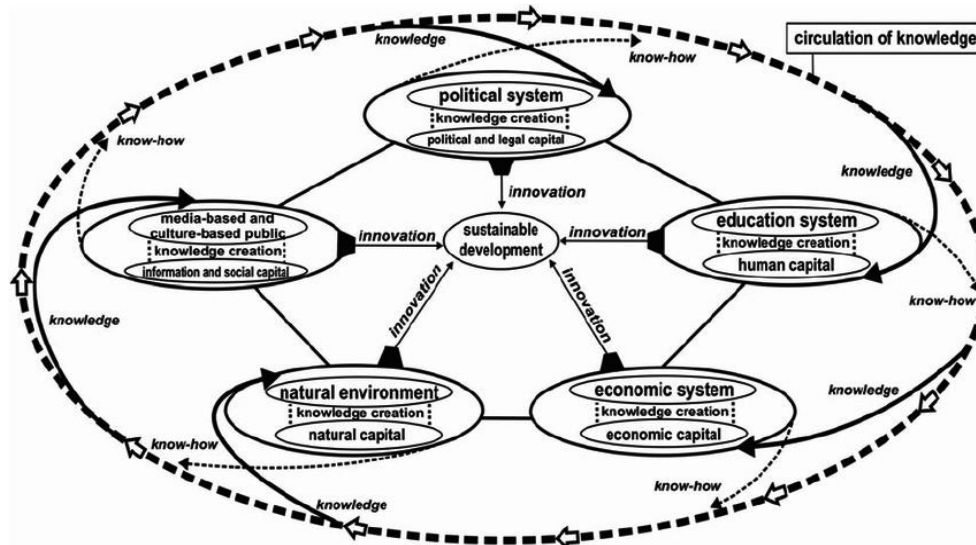 knowledge
know-how
circulation of knowledge
political system
knowledge creation
political and legal capital
know-how
knowledge
innovation
media-based and
culture-based public
knowledge creation
information and social capital
innovation
sustainable
development
innovation
education system
knowledge creation
human capital
know-how
knowledge
innovation
innovation
natural environment
knowledge creation
natural capital
economic system
knowledge creation
economic capital
knowledge
know-how
know-how
knowledge